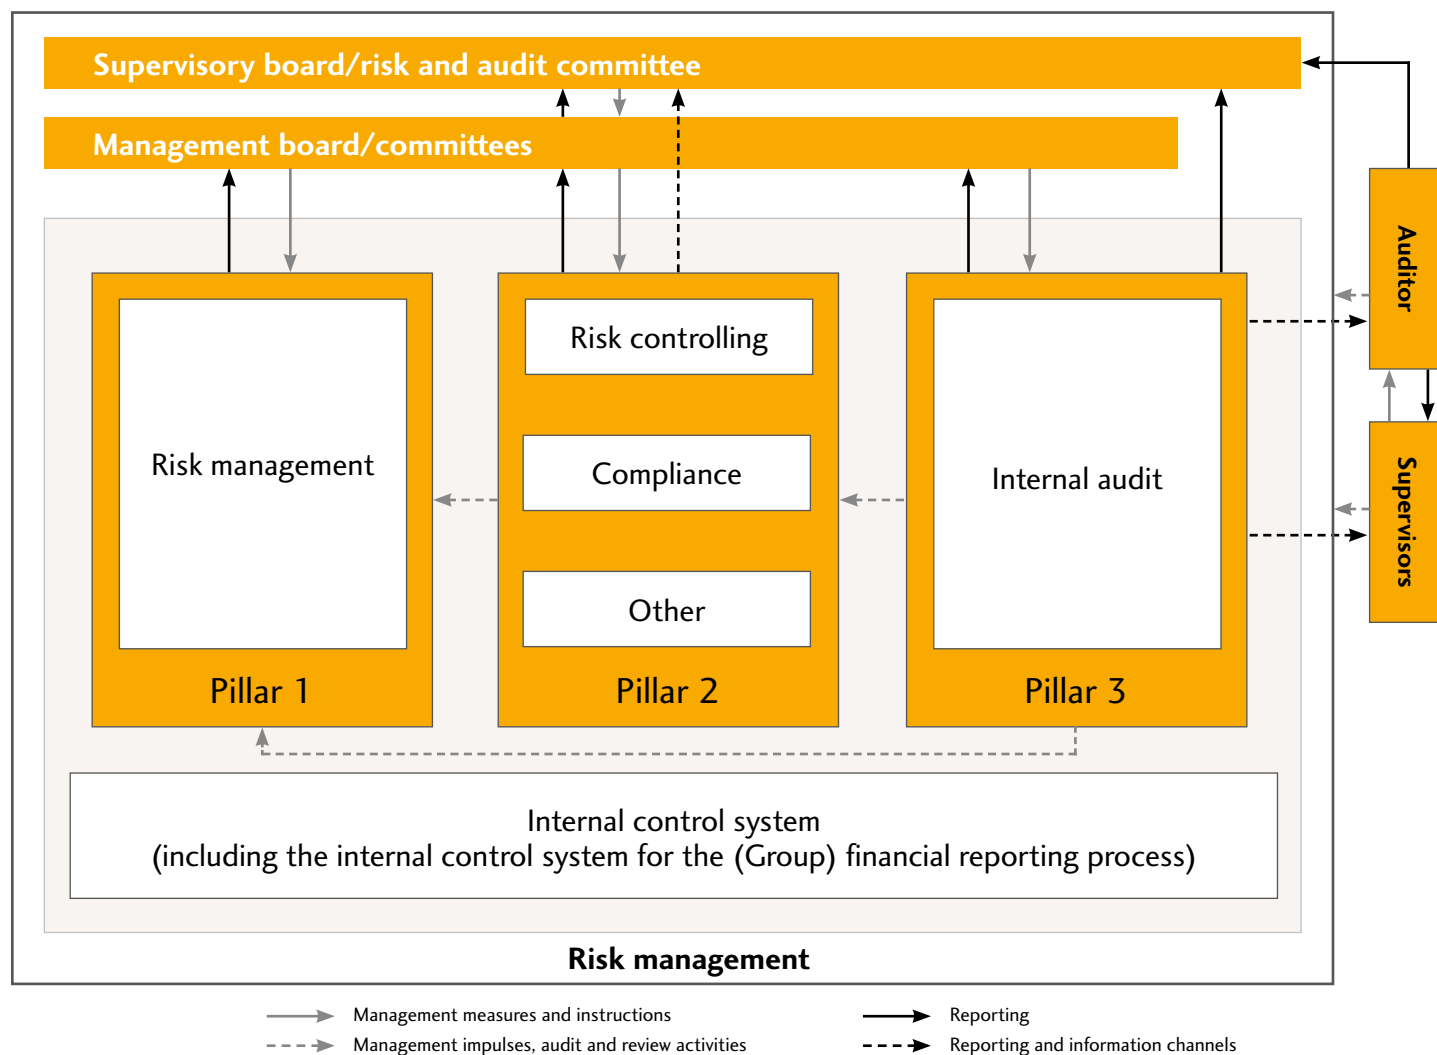 Supervisory board/risk and audit committee
Management board/committees
Auditor
Risk controlling
Risk management
Compliance
Internal audit
Supervisors
Other
Pillar 1
Pillar 2
Pillar 3
Internal control system
(including the internal control system for the (Group) financial reporting process)
Risk management
Management measures and instructions
Reporting
Management impulses, audit and review activities
Reporting and information channels